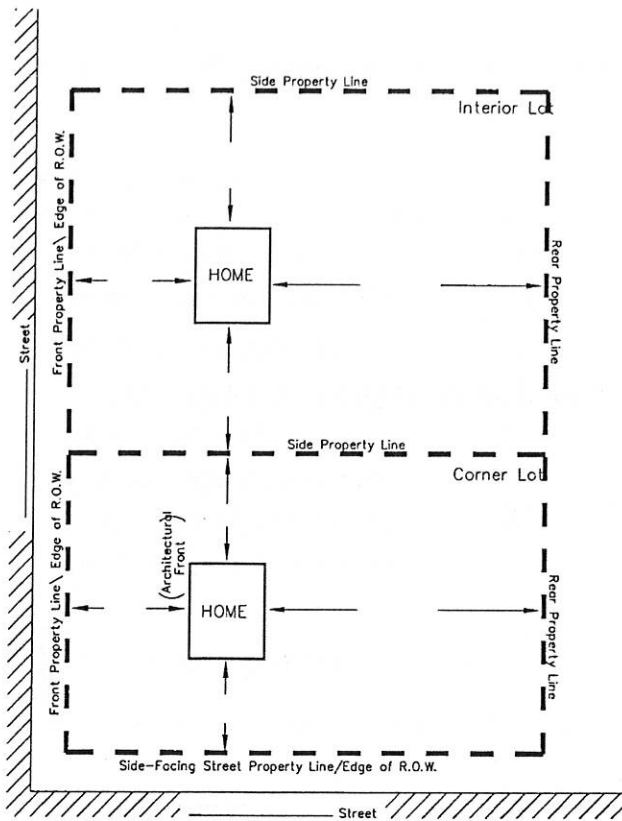 Side Property Line
Interior Lot
Front Property Line\ Edge of R.O.W.
HOME
Rear Property Line
Street
Side Property Line
Corner Lot
Front Property Line\ Edge of R.O.W.
(Architectural
Front)
HOME
Rear Property Line
Side-Facing Street Property Line/Edge of R.O.W.
Street